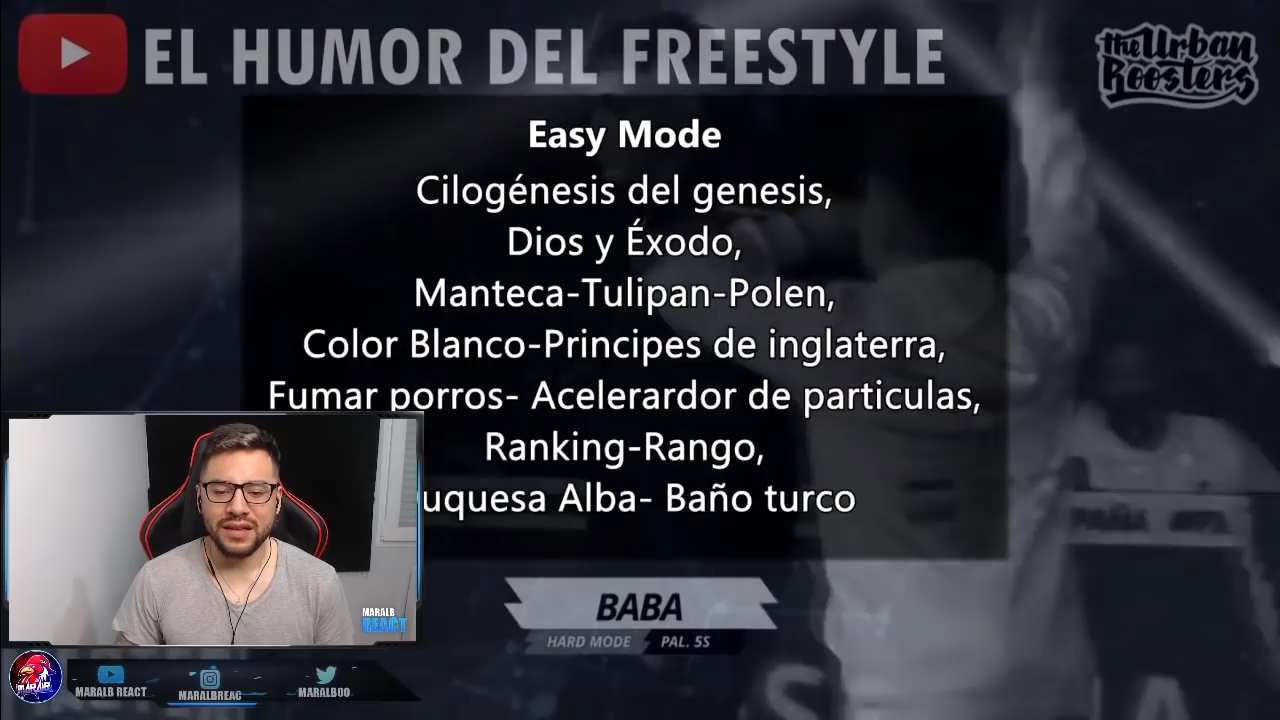 EL HUMOR DEL FREESTYLE
the Urban
Roosters
Easy Mode
Cilogénesis del genesis,
Dios y Éxodo,
Manteca-Tulipan-Polen,
Color Blanco-Principes de inglaterra,
Fumar porros- Acelerardor de particulas,
Ranking-Rango,
uquesa Alba- Baño turco
BABA
HARD MODE PAL. 5S
MARALB
REACT
MARALB REACT
MARALBREAC
MARALB00